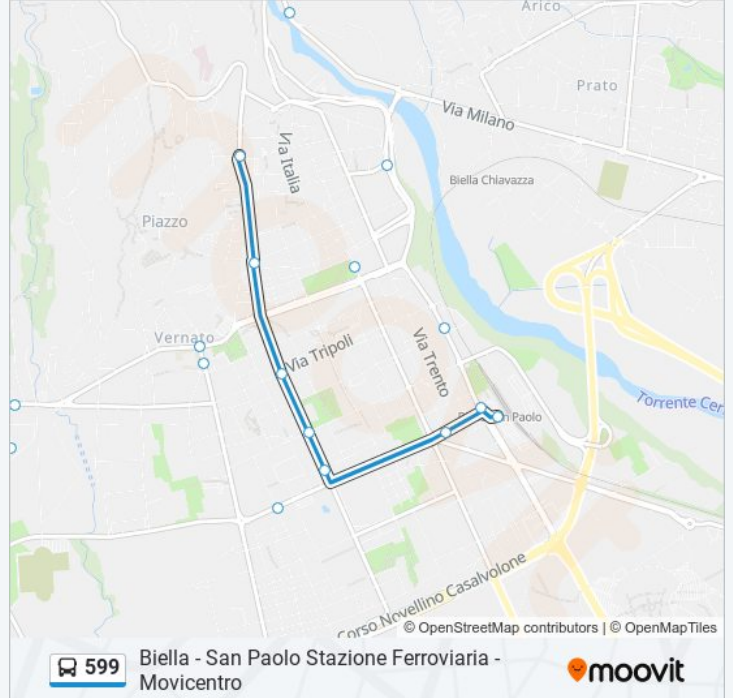 Arico
Prato
Via Milano
Via Italia
Biella Chiavazza
Piazzo
Vernato
Via Tripoli
Via Trento
Torrente Cer
Paolo
Corso Novellino Casalvolone
© OpenStreetMap contributors | © OpenMapTiles
599
Biella - San Paolo Stazione Ferroviaria -
Movicentro
moovit